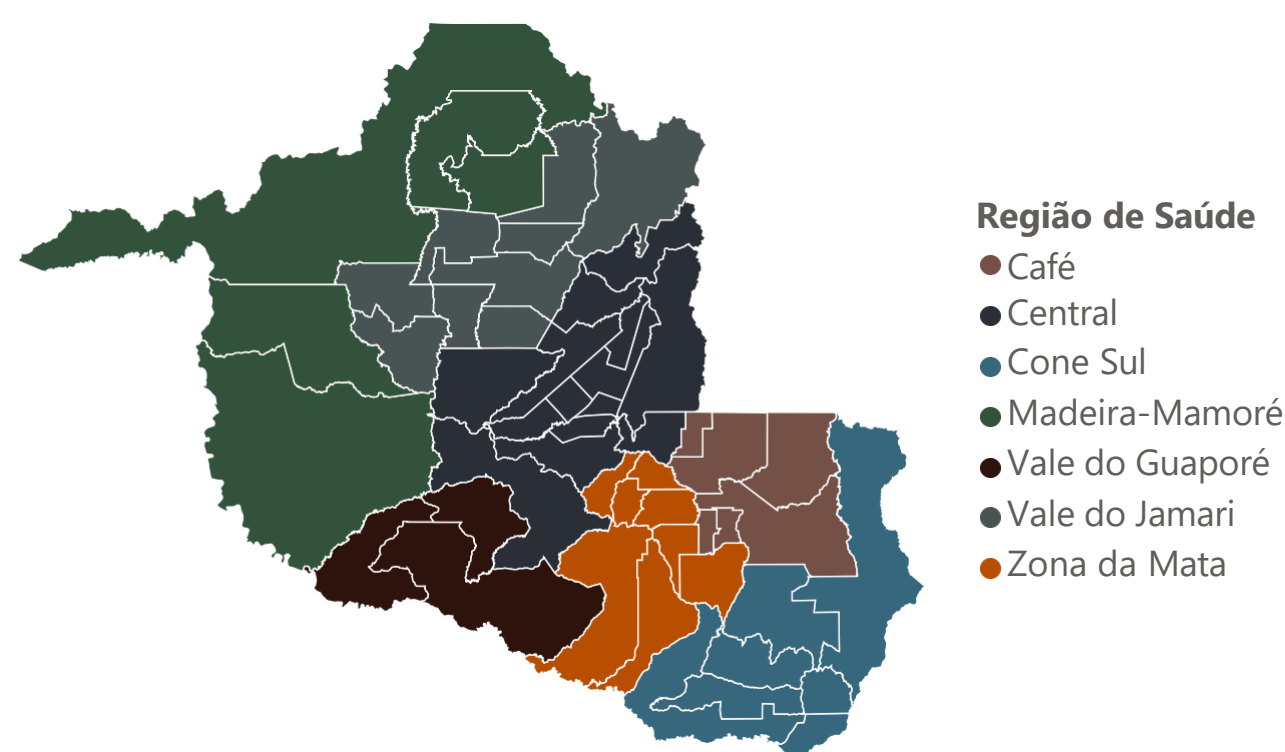 Região de Saúde
Café
Central
Cone Sul
Madeira-Mamoré
Vale do Guaporé
Vale do Jamari
Zona da Mata